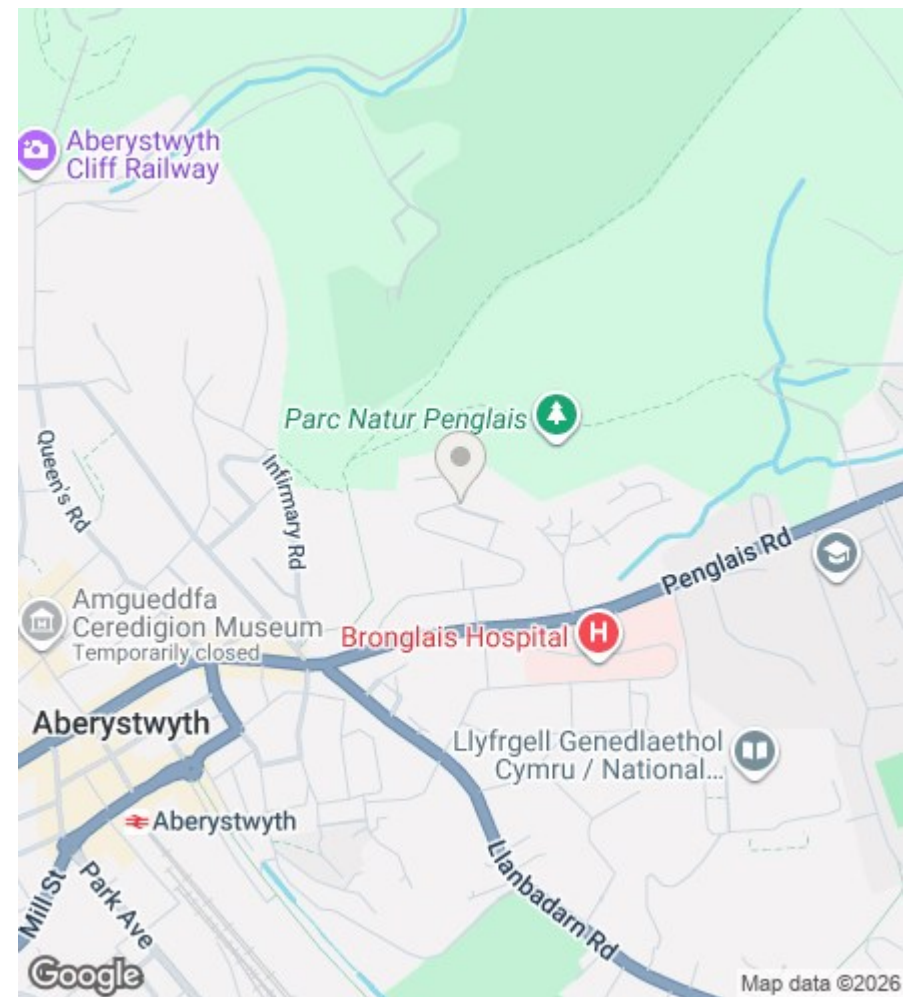 Aberystwyth
Cliff Railway
Parc Natur Penglais
Queen's Rd
Infirmary Rd
Penglais Rd
Amgueddfa
Ceredigion Museum
Temporarily closed
Bronglais Hospital
H
Aberystwyth
Llyfrgell Genedlaethol
Cymru / National...
Aberystwyth
Mill St
Park Ave
Llanbadarn Rd
Google
Map data ©2026